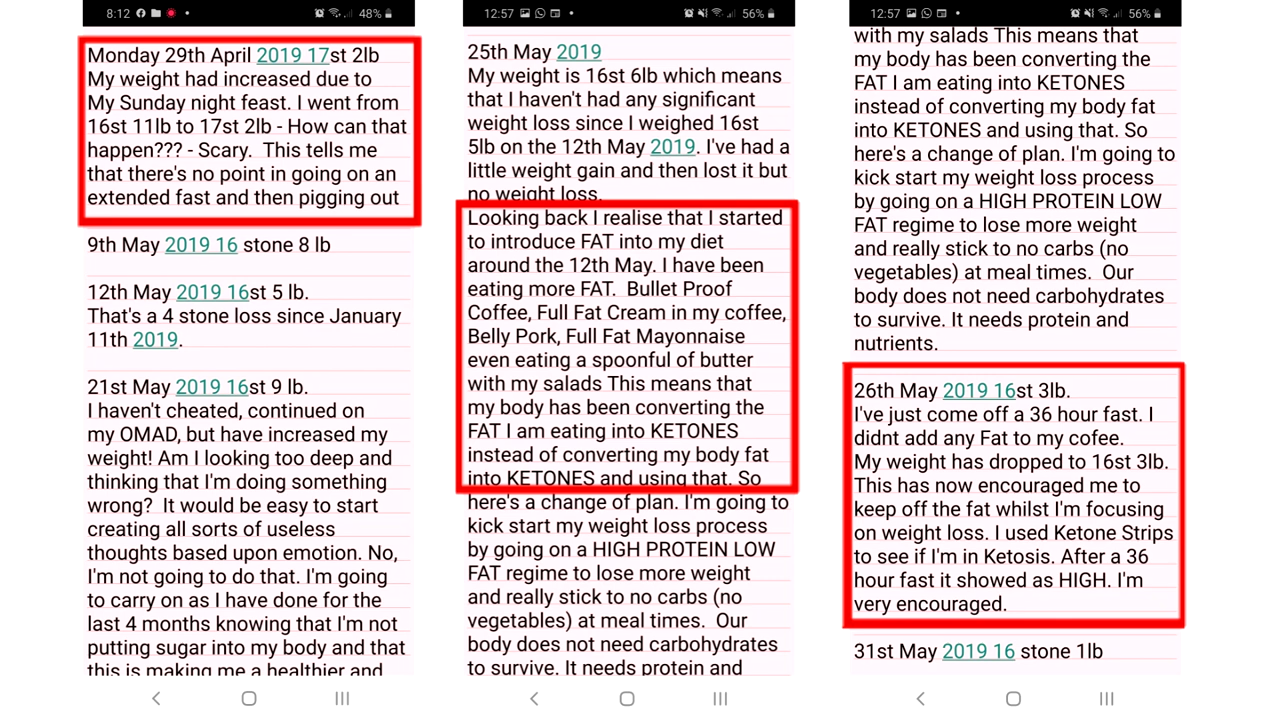 8:12
48%
Monday 29th April 2019 17st 2lb
My weight had increased due to
My Sunday night feast. I went from
16st 11lb to 17st 2lb - How can that
happen??? - Scary.  This tells me
that there's no point in going on an
extended fast and then pigging out
9th May 2019 16 stone 8 lb
12th May 2019 16st 5 lb.
That's a 4 stone loss since January
11th 2019.
21st May 2019 16st 9 lb.
I haven't cheated, continued on
my OMAD, but have increased my
weight! Am I looking too deep and
thinking that I'm doing something
wrong?  It would be easy to start
creating all sorts of useless
thoughts based upon emotion. No,
I'm not going to do that. I'm going
to carry on as I have done for the
last 4 months knowing that I'm not
putting sugar into my body and that
this is making me a healthier and
12:57
56%
25th May 2019
My weight is 16st 6lb which means
that I haven't had any significant
weight loss since I weighed 16st
5lb on the 12th May 2019. I've had a
little weight gain and then lost it but
no weight loss.
Looking back I realise that I started
to introduce FAT into my diet
around the 12th May. I have been
eating more FAT.  Bullet Proof
Coffee, Full Fat Cream in my coffee,
Belly Pork, Full Fat Mayonnaise
even eating a spoonful of butter
with my salads This means that
my body has been converting the
FAT I am eating into KETONES
instead of converting my body fat
into KETONES and using that. So
here's a change of plan. I'm going to
kick start my weight loss process
by going on a HIGH PROTEIN LOW
FAT regime to lose more weight
and really stick to no carbs (no
vegetables) at meal times.  Our
body does not need carbohydrates
to survive. It needs protein and
12:57
56%
with my salads This means that
my body has been converting the
FAT I am eating into KETONES
instead of converting my body fat
into KETONES and using that. So
here's a change of plan. I'm going to
kick start my weight loss process
by going on a HIGH PROTEIN LOW
FAT regime to lose more weight
and really stick to no carbs (no
vegetables) at meal times.  Our
body does not need carbohydrates
to survive. It needs protein and
nutrients.
26th May 2019 16st 3lb.
I've just come off a 36 hour fast. I
didnt add any Fat to my cofee.
My weight has dropped to 16st 3lb.
This has now encouraged me to
keep off the fat whilst I'm focusing
on weight loss. I used Ketone Strips
to see if I'm in Ketosis. After a 36
hour fast it showed as HIGH. I'm
very encouraged.
31st May 2019 16 stone 1lb